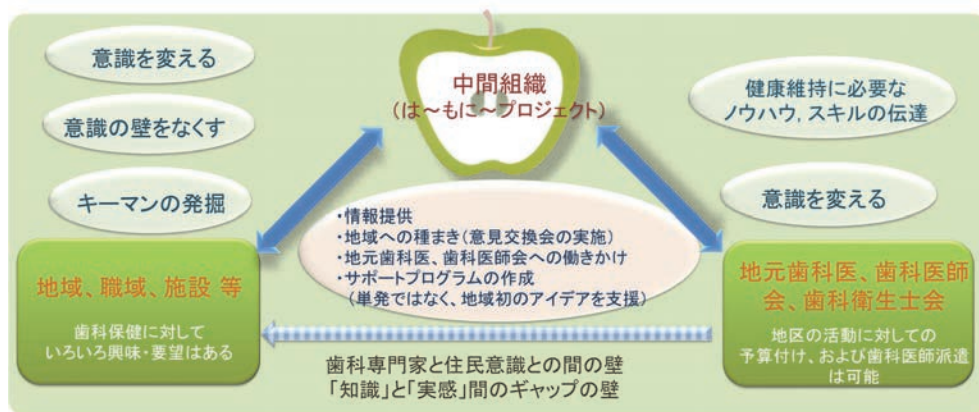 意識を変える
意識の壁をなくす
キーマンの発掘
中間組織
(は~もに~プロジェクト)
健康維持に必要な
ノウハウ,スキルの伝達
意識を変える
・情報提供
・地域への種まき(意見交換会の実施)
・地元歯科医、歯科医師会への働きかけ
・サポートプログラムの作成
(単発ではなく、地域初のアイデアを支援)
地域、職域、施設 等
歯科保健に対して
いろいろ興味・要望はある
地元歯科医、歯科医師
会、歯科衛生士会
地区の活動に対しての
予算付け、および歯科医師派遣
は可能
歯科専門家と住民意識との間の壁
「知識」と「実感」間のギャップの壁